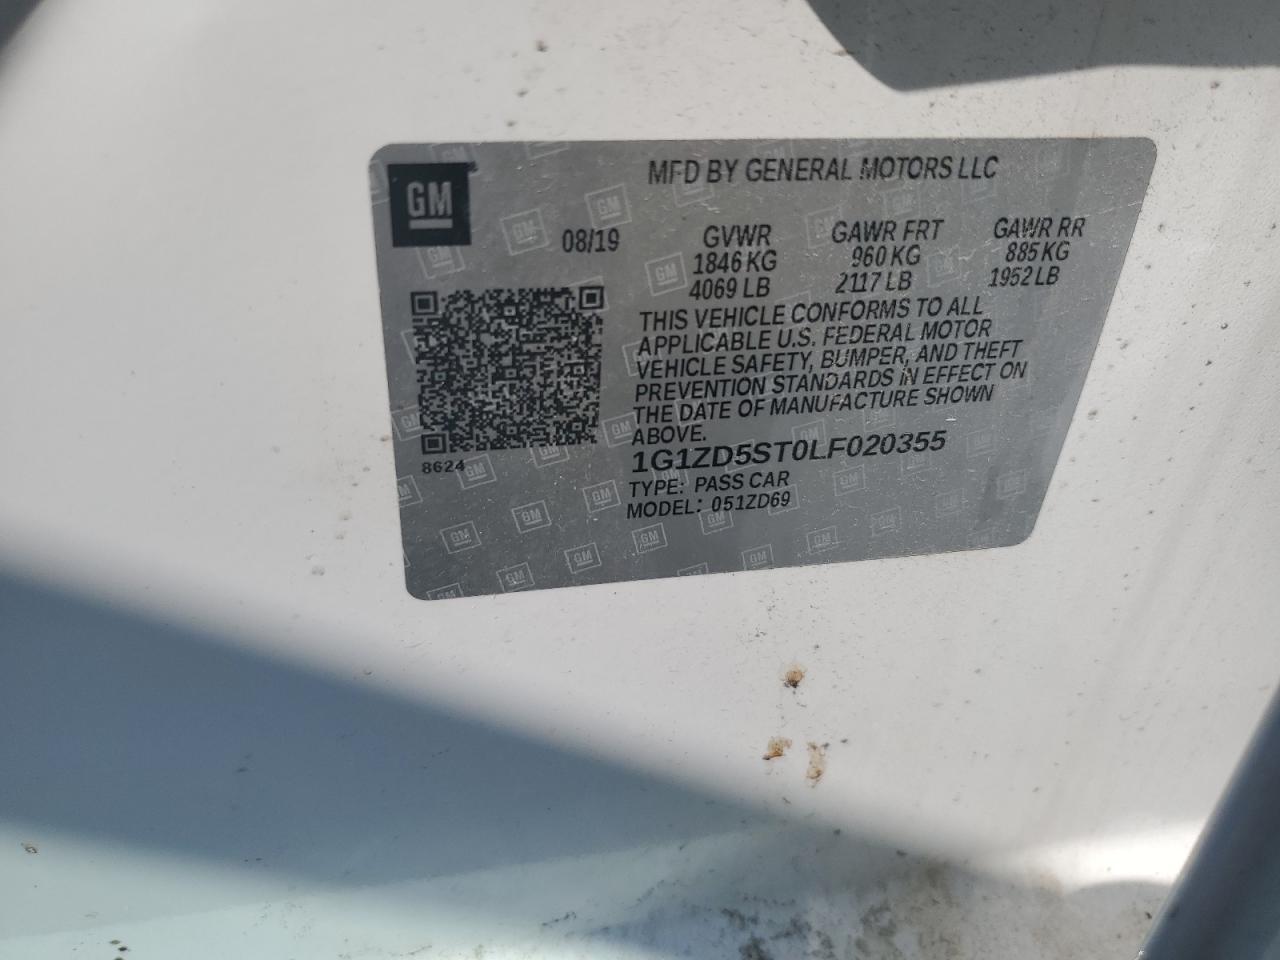 GM
MFD BY GENERAL MOTORS LLC
08/19
GVWR GAWR FRT GAWR RR
1846 KG 960 KG 885 KG
4069 LB 2117 LB 1952 LB
THIS VEHICLE CONFORMS TO ALL
APPLICABLE U.S. FEDERAL MOTOR
VEHICLE SAFETY, BUMPER, AND THEFT
PREVENTION STANDARDS IN EFFECT ON
THE DATE OF MANUFACTURE SHOWN
ABOVE.
8624
1G1ZD5ST0LF020355
TYPE: PASS CAR
MODEL: 051ZD69